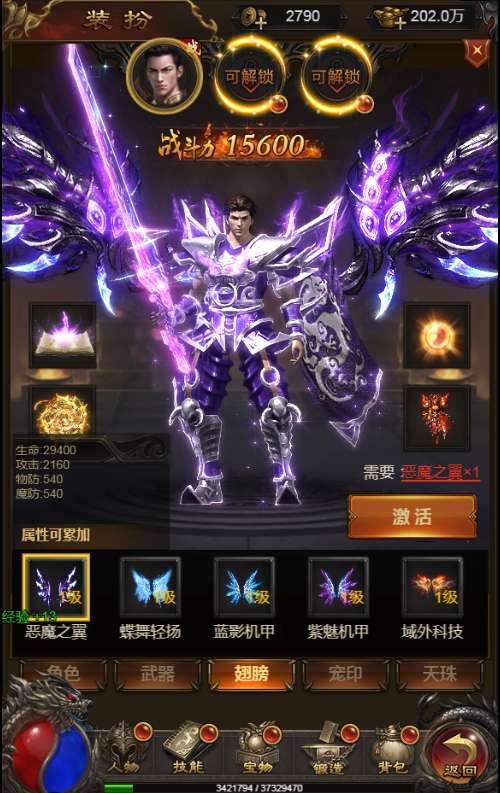 装扮
2790
202.0万
战
可解锁
可解锁
战斗力 15600
生命:29400
攻击:2160
物防:540
魔防:540
需要:恶魔之翼×1
激活
属性可累加
1级
1级
1级
1级
1级
经验+13
恶魔之翼
蝶舞轻扬
蓝影机甲
紫魅机甲
域外科技
角色
武器
翅膀
宠印
天珠
人物
技能
宝物
锻造
背包
返回
3421794 / 37329470